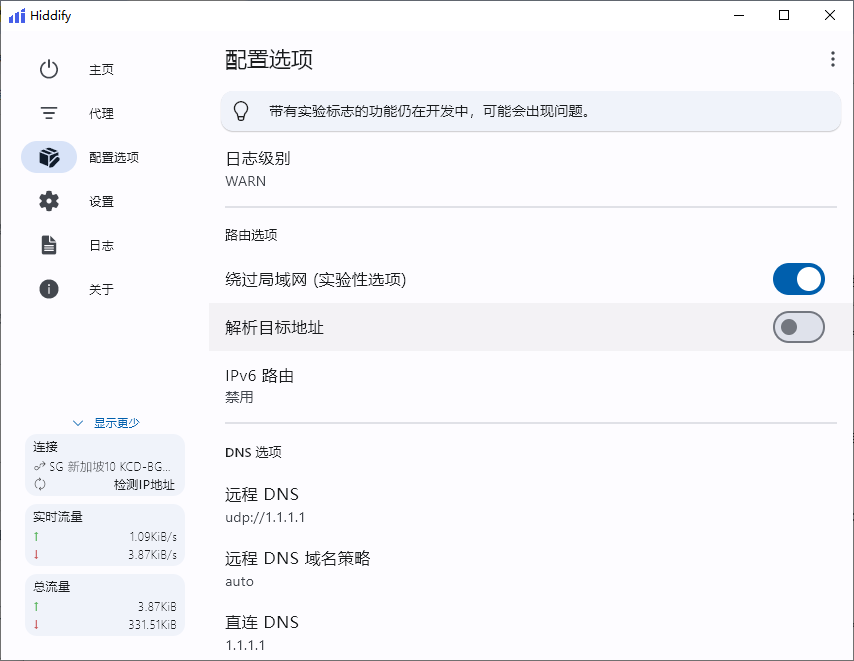 Hiddify
主页
代理
配置选项
设置
日志
关于
显示更少
连接
SG 新加坡10 KCD-BG...
检测IP地址
实时流量
↑ 1.09KiB/s
↓ 3.87KiB/s
总流量
↑ 3.87KiB
↓ 331.51KiB
配置选项
带有实验标志的功能仍在开发中，可能会出现问题。
日志级别
WARN
路由选项
绕过局域网 (实验性选项)
解析目标地址
IPv6 路由
禁用
DNS 选项
远程 DNS
udp://1.1.1.1
远程 DNS 域名策略
auto
直连 DNS
1.1.1.1